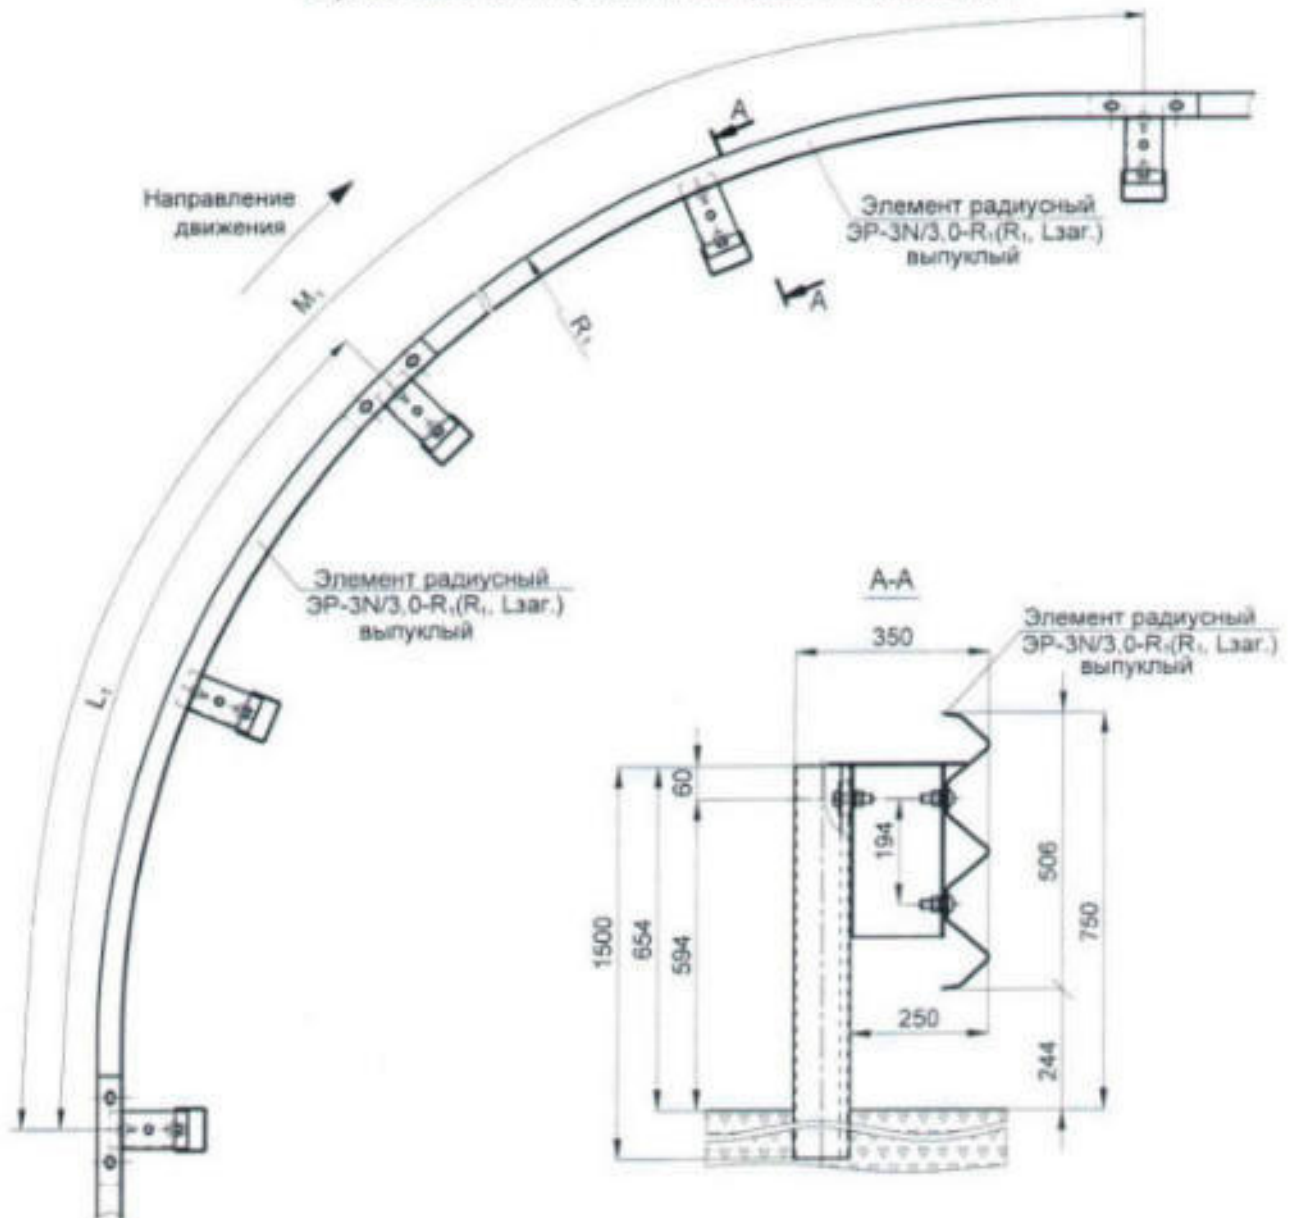 А
Направление
движения
Элемент радиусный
ЭР-3N/3,0-R₁(R₁, Lзаг.)
выпуклый
М₁
А
R₁
Элемент радиусный
ЭР-3N/3,0-R₁(R₁, Lзаг.)
выпуклый
L₁
А-А
Элемент радиусный
ЭР-3N/3,0-R₁(R₁, Lзаг.)
выпуклый
350
60
194
506
750
1500
654
594
250
244